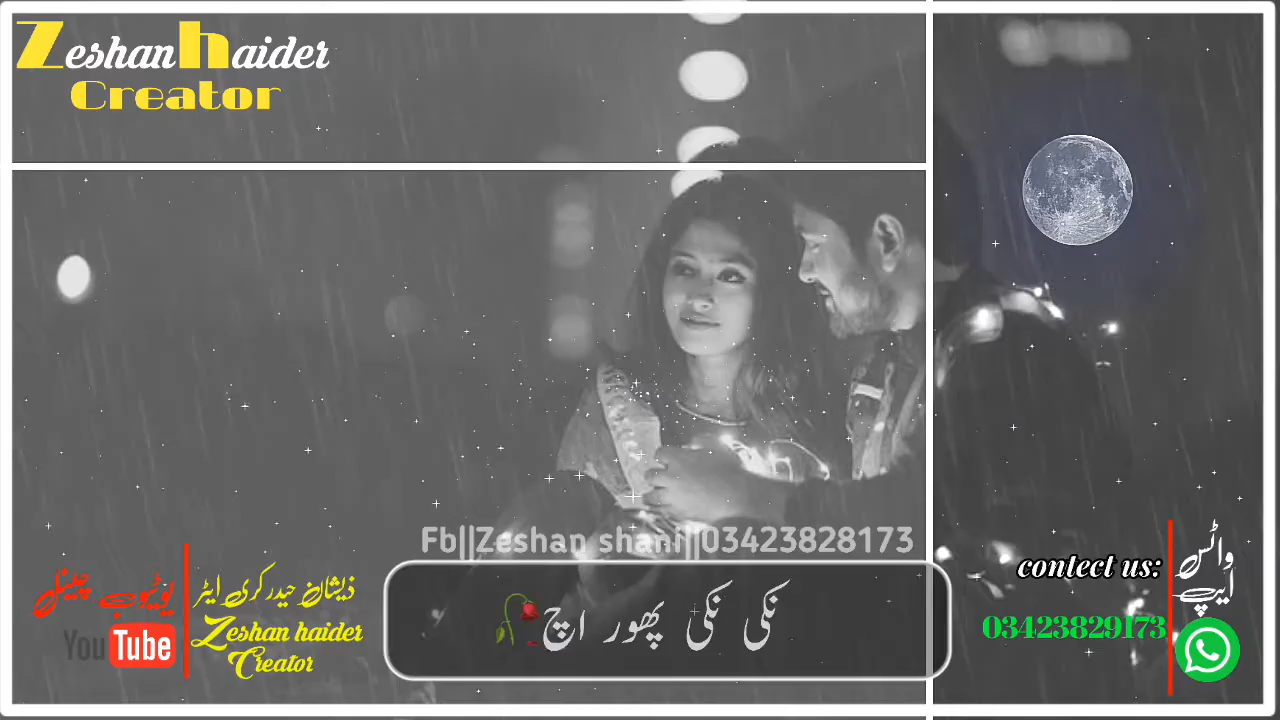 Zeshan haider
Creator
Fb||Zeshan shani||03423828173
نکی نکی پھور اچ
یوٹیوب چینل
You Tube
ذیشان حیدر کری ایٹر
Zeshan haider
Creator
contect us:
03423829173
واٹس
ایپ